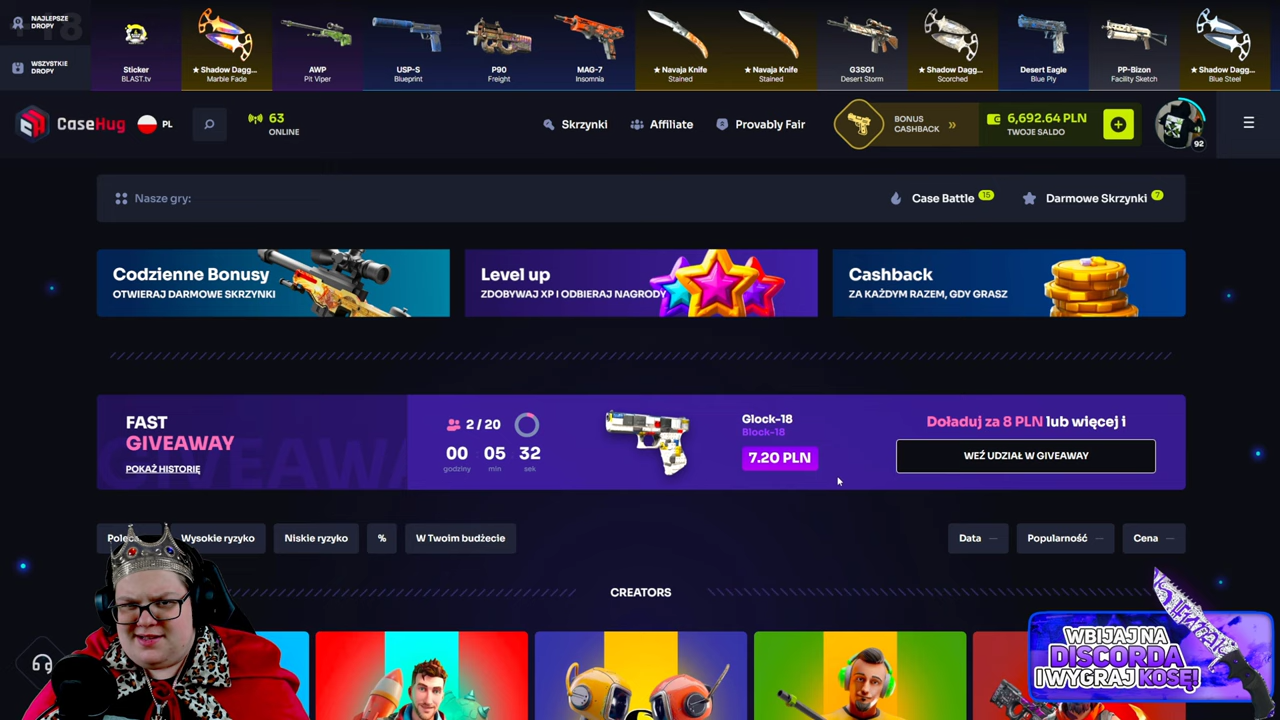 +18
NAJLEPSZE
DROPY
WSZYSTKIE
DROPY
Sticker
BLAST.tv
★ Shadow Dagg...
Marble Fade
AWP
Pit Viper
USP-S
Blueprint
P90
Freight
MAG-7
Insomnia
★ Navaja Knife
Stained
★ Navaja Knife
Stained
G3SG1
Desert Storm
★ Shadow Dagg...
Scorched
Desert Eagle
Blue Ply
PP-Bizon
Facility Sketch
★ Shadow Dagg...
Blue Steel
CaseHug
PL
63
ONLINE
Skrzynki
Affiliate
Provably Fair
BONUS
CASHBACK
6,692.64 PLN
TWOJE SALDO
92
Nasze gry:
Case Battle 15
Darmowe Skrzynki 7
Codzienne Bonusy
OTWIERAJ DARMOWE SKRZYNKI
Level up
ZDOBYWAJ XP I ODBIERAJ NAGRODY
Cashback
ZA KAŻDYM RAZEM, GDY GRASZ
FAST
GIVEAWAY
POKAŻ HISTORIĘ
2 / 20
00 05 32
godziny min sek
Glock-18
Block-18
7.20 PLN
Doładuj za 8 PLN lub więcej i
WEŹ UDZIAŁ W GIVEAWAY
Wysokie ryzyko
Niskie ryzyko
%
W Twoim budżecie
Data
Popularność
Cena
CREATORS
WBIJAJ NA
DISCORDA
I WYGRAJ KOSĘ!